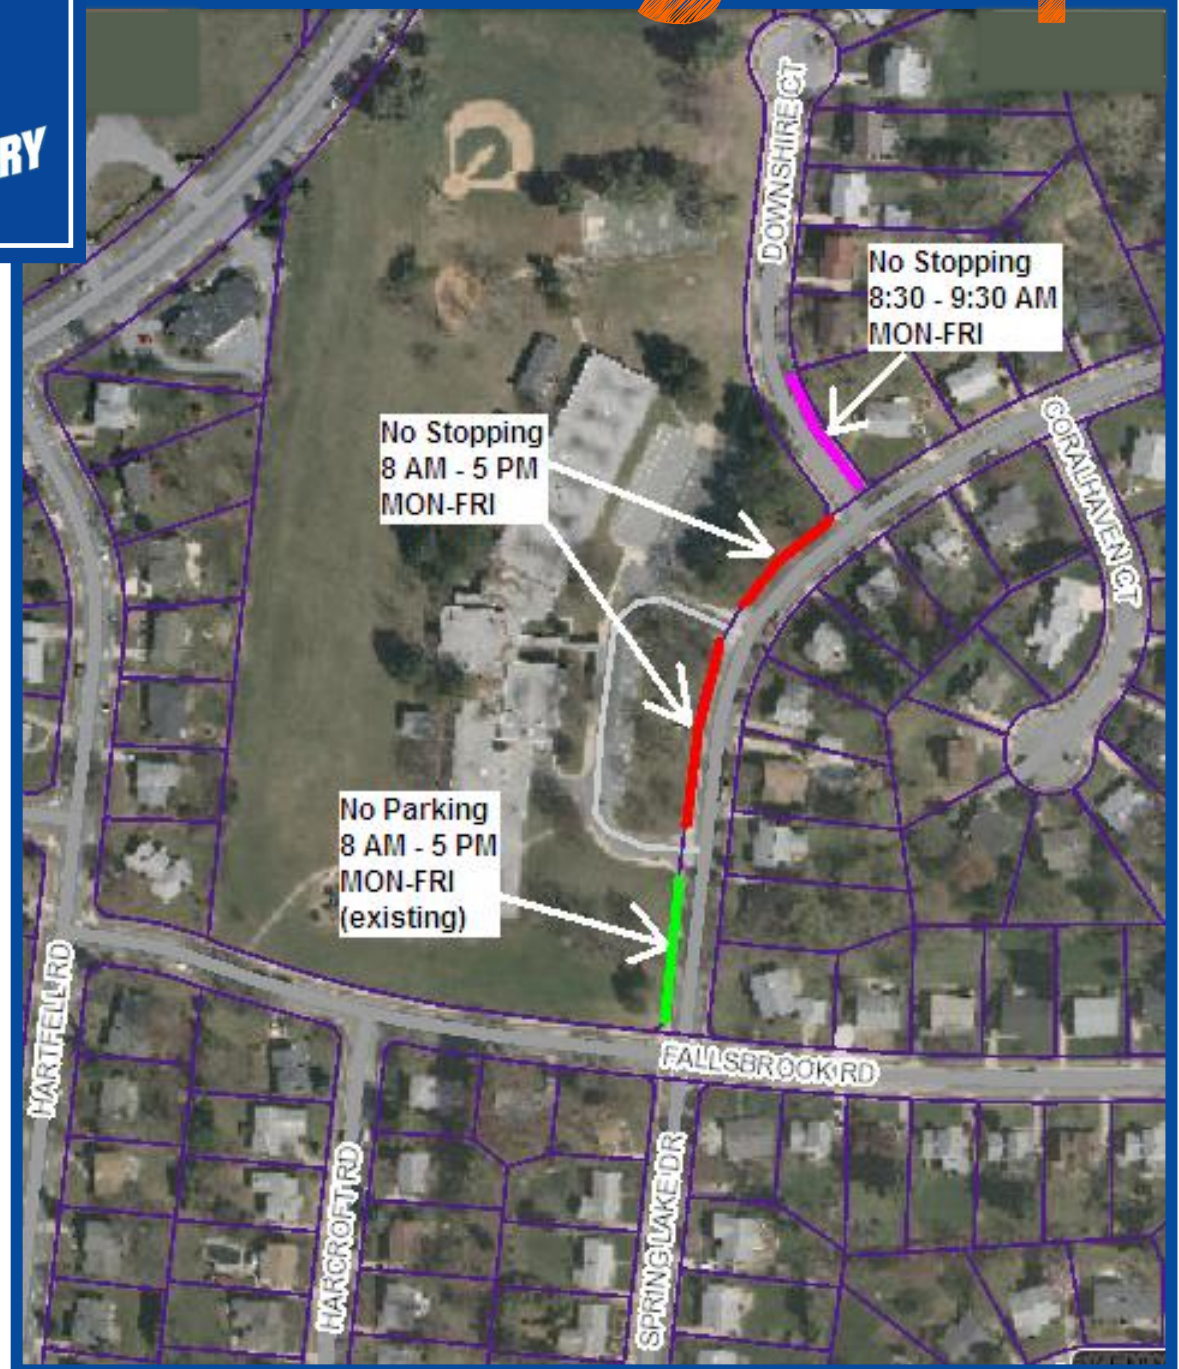 RY
DOWNSHIRE CT
No Stopping
8:30 - 9:30 AM
MON-FRI
No Stopping
8 AM - 5 PM
MON-FRI
CORALHAVEN CT
No Parking
8 AM - 5 PM
MON-FRI
(existing)
HARTFELL RD
FALLSBROOK RD
HARCROFT RD
SPRING LAKE DR